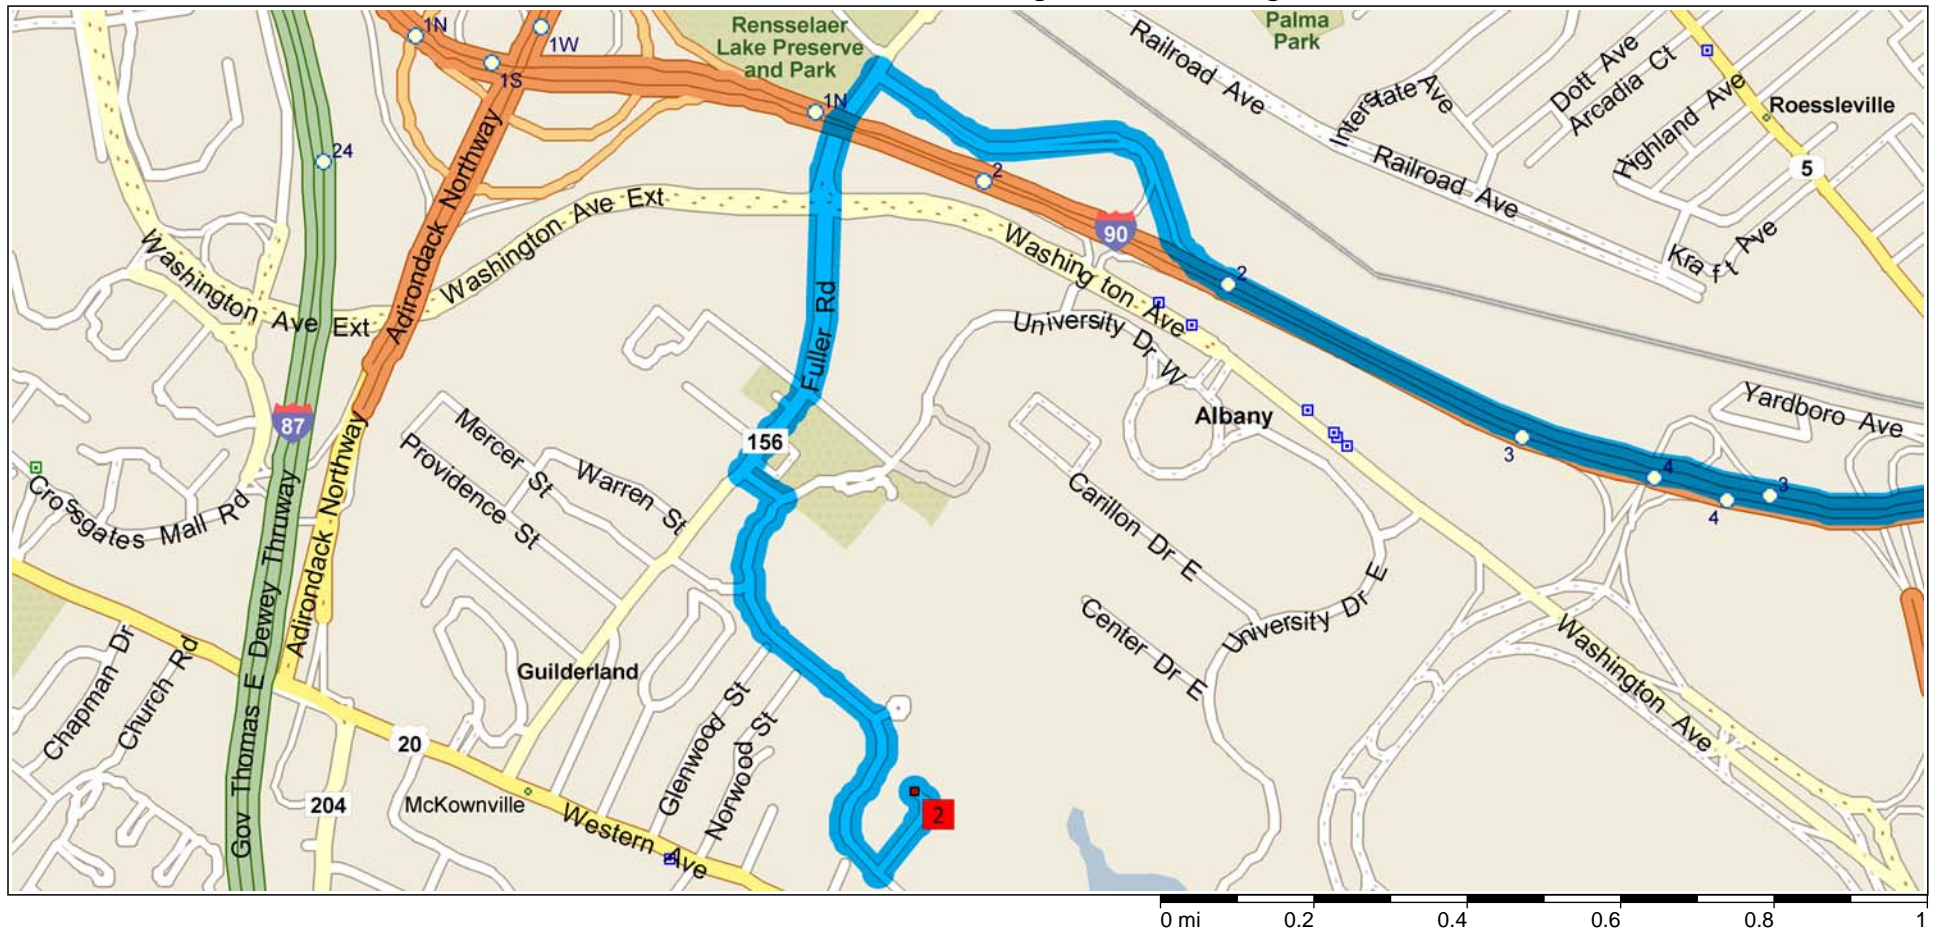 1N
1W
1S
Rensselaer
Lake Preserve
and Park
1N
Palma
Park
Railroad Ave
Interstate Ave
Dott Ave
Arcadia Ct
Highland Ave
Roessleville
5
Railroad Ave
Kraft Ave
24
Adirondack Northway
Washington Ave Ext
2
90
Washington Ave
2
Washington Ave Ext
Fuller Rd
University Dr W
87
Albany
Yardboro Ave
156
3
4
3
4
Mercer St
Providence St
Warren St
Crossgates Mall Rd
Adirondack Northway
Gov Thomas E Dewey Thruway
Carillon Dr E
Center Dr E
University Dr E
Washington Ave
Chapman Dr
Church Rd
Guilderland
Glenwood St
Norwood St
20
204
McKownville
Western Ave
2
0 mi 0.2 0.4 0.6 0.8 1